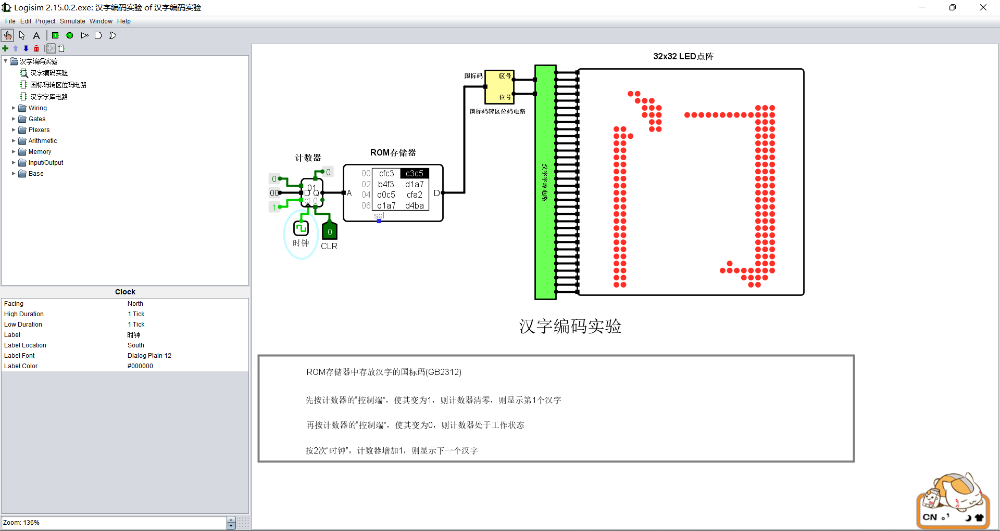 Logisim 2.15.0.2.exe: 汉字编码实验 of 汉字编码实验
File Edit Project Simulate Window Help
汉字编码实验
汉字编码实验
国标码转区位码电路
汉字字库电路
Wiring
Gates
Plexers
Arithmetic
Memory
Input/Output
Base
Clock
Facing North
High Duration 1 Tick
Low Duration 1 Tick
Label 时钟
Label Location South
Label Font Dialog Plain 12
Label Color #000000
Zoom: 136%
32x32 LED点阵
国标码 区号
位号
国标码转区位码电路
汉字字库电路
计数器
ROM存储器
0
0
00
1
01
D Q
ct 0
A
00 cfc3 c3c5
02 b4f3 d1a7
04 d0c5 cfa2
06 d1a7 d4ba
D
sel
0
时钟
CLR
门
汉字编码实验
ROM存储器中存放汉字的国标码(GB2312)
先按计数器的“控制端”，使其变为1，则计数器清零，则显示第1个汉字
再按计数器的“控制端”，使其变为0，则计数器处于工作状态
按2次“时钟”，计数器增加1，则显示下一个汉字
CN